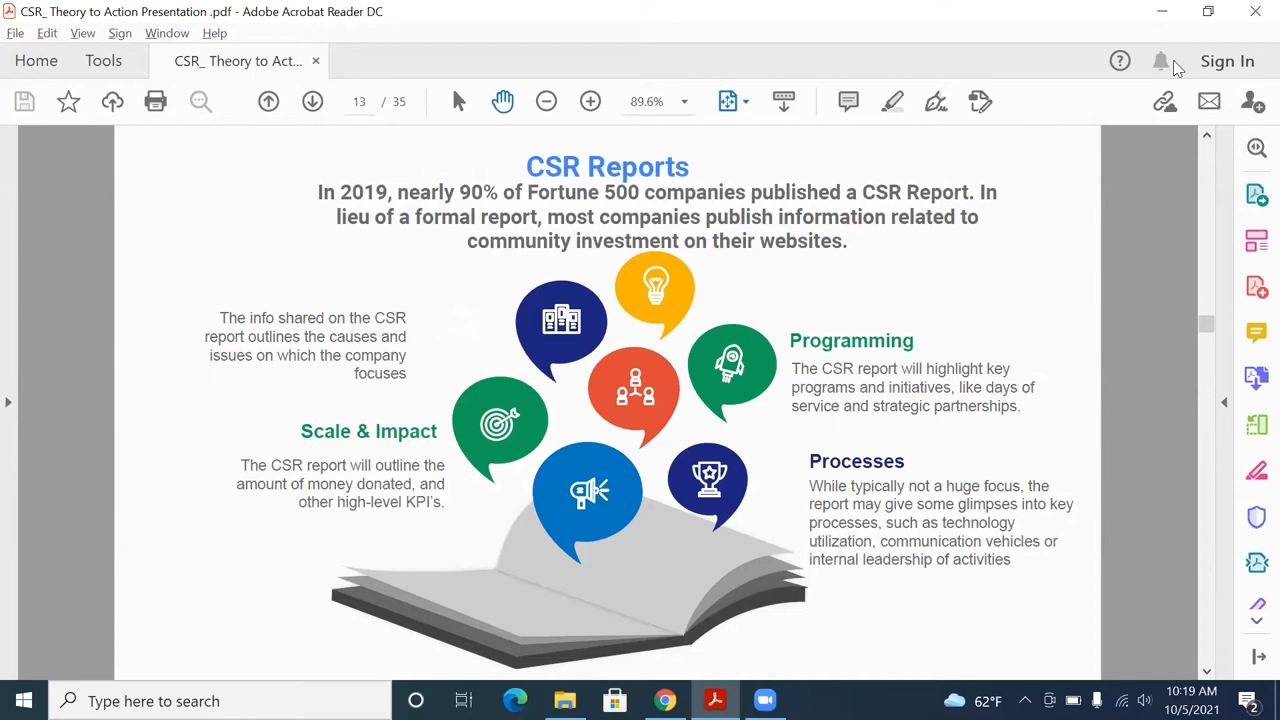 CSR_ Theory to Action Presentation .pdf - Adobe Acrobat Reader DC
File Edit View Sign Window Help
Home Tools CSR_ Theory to Act... × Sign In
13 / 35 89.6%
CSR Reports
In 2019, nearly 90% of Fortune 500 companies published a CSR Report. In
lieu of a formal report, most companies publish information related to
community investment on their websites.
The info shared on the CSR
report outlines the causes and
issues on which the company
focuses
Scale & Impact
The CSR report will outline the
amount of money donated, and
other high-level KPI's.
Programming
The CSR report will highlight key
programs and initiatives, like days of
service and strategic partnerships.
Processes
While typically not a huge focus, the
report may give some glimpses into key
processes, such as technology
utilization, communication vehicles or
internal leadership of activities
Type here to search
62°F
10:19 AM
10/5/2021
2